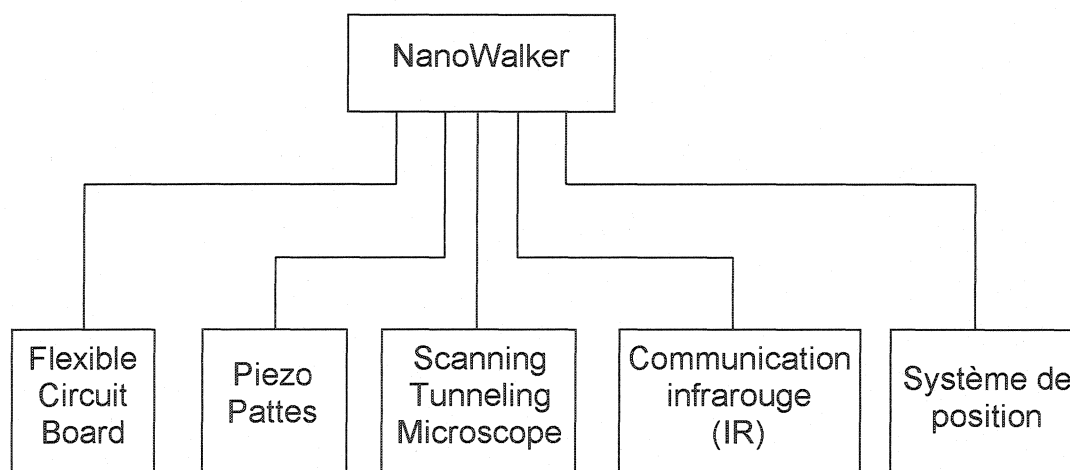 NanoWalker
Flexible
Circuit
Board
Piezo
Pattes
Scanning
Tunneling
Microscope
Communication
infrarouge
(IR)
Système de
position